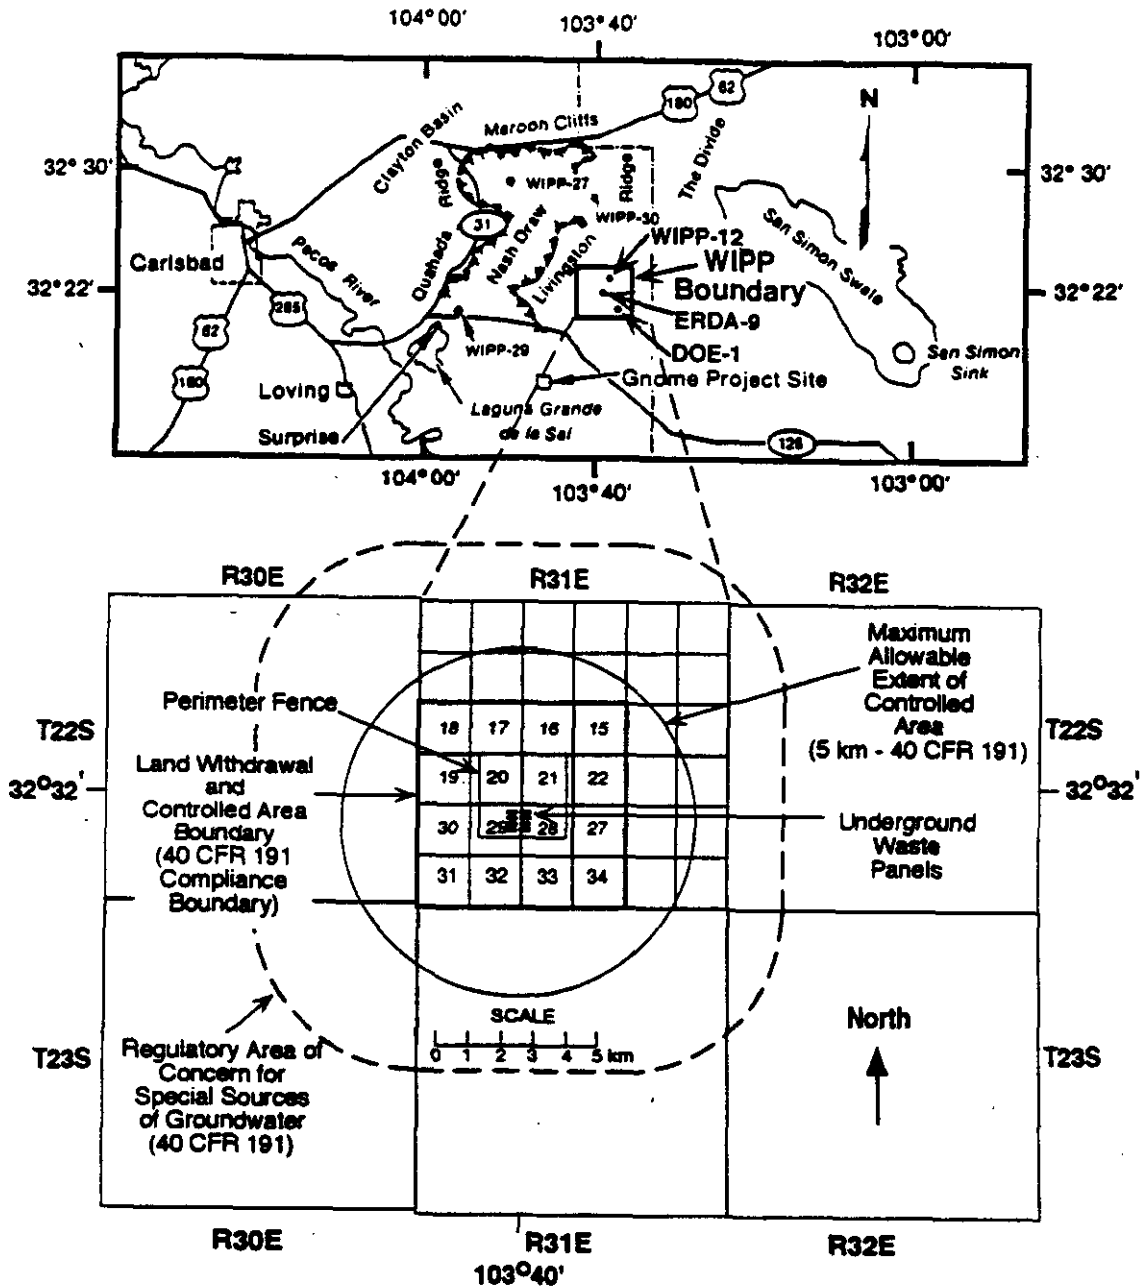 104° 00'
103° 40'
103° 00'
N
180
62
Clayton Basin
Maroon Cliffs
The Divide
32° 30'
32° 30'
Ridge
WIPP-27
Ridge
San Simon Swale
WIPP-30
31
Nash Draw
WIPP-12
Pecos River
Quahada
Livingston
WIPP
Boundary
Carlsbad
32° 22'
32° 22'
285
ERDA-9
62
WIPP-29
DOE-1
San Simon
Sink
180
Loving
Gnome Project Site
Laguna Grande
de la Sal
Surprise
126
104° 00'
103° 40'
103° 00'
R30E
R31E
R32E
Maximum
Allowable
Extent of
Controlled
Area
(5 km - 40 CFR 191)
Perimeter Fence
T22S
T22S
18 17 16 15
Land Withdrawal
and
Controlled Area
Boundary
(40 CFR 191
Compliance
Boundary)
32° 32'
32° 32'
19 20 21 22
30 29 28 27
31 32 33 34
Underground
Waste
Panels
SCALE
0 1 2 3 4 5 km
North
T23S
T23S
Regulatory Area of
Concern for
Special Sources
of Groundwater
(40 CFR 191)
R30E
R31E
R32E
103° 40'